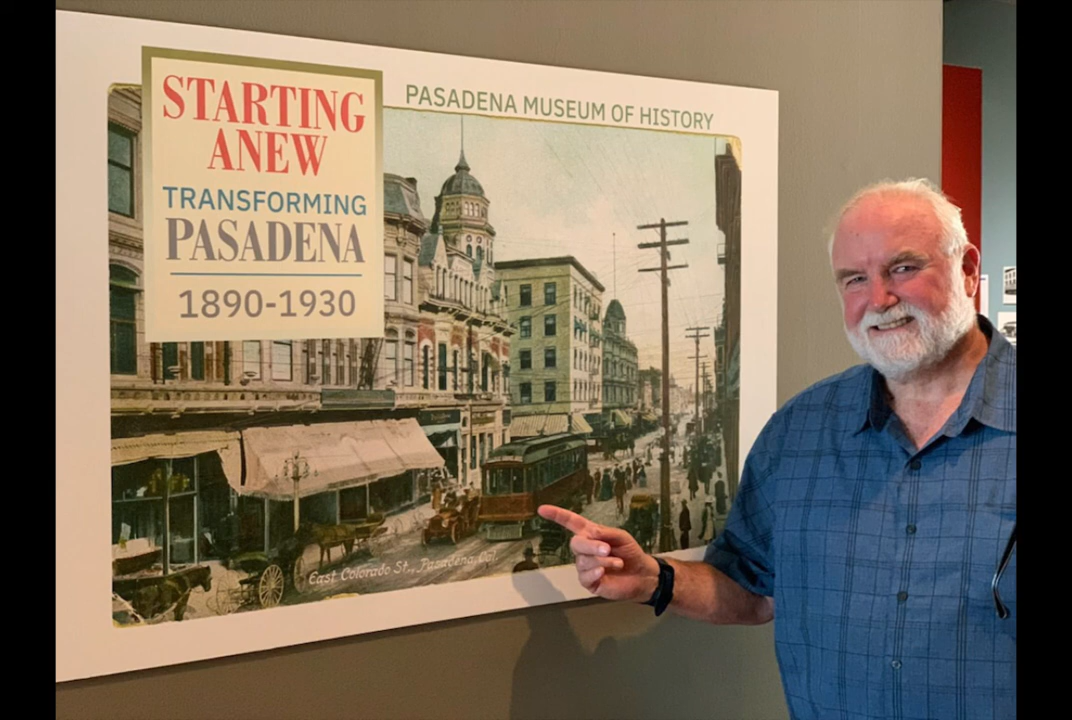 STARTING
ANEW
TRANSFORMING
PASADENA
1890-1930
PASADENA MUSEUM OF HISTORY
East Colorado St., Pasadena, Cal.